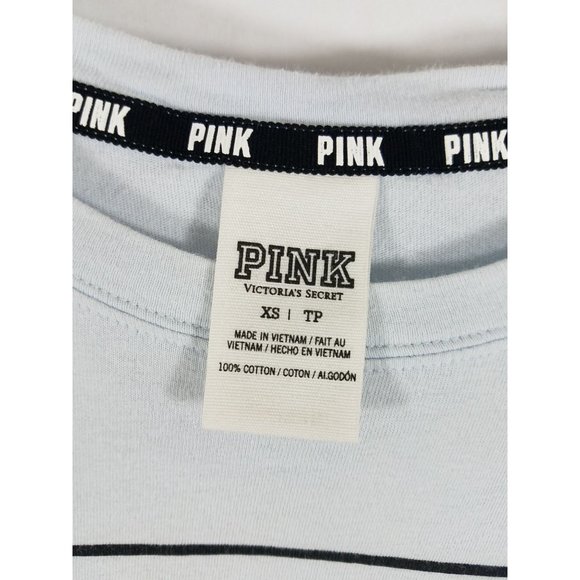 PINK PINK PINK PINK
PINK
VICTORIA'S SECRET
XS | TP
MADE IN VIETNAM / FAIT AU
VIETNAM / HECHO EN VIETNAM
100% COTTON / COTON / ALGODÓN